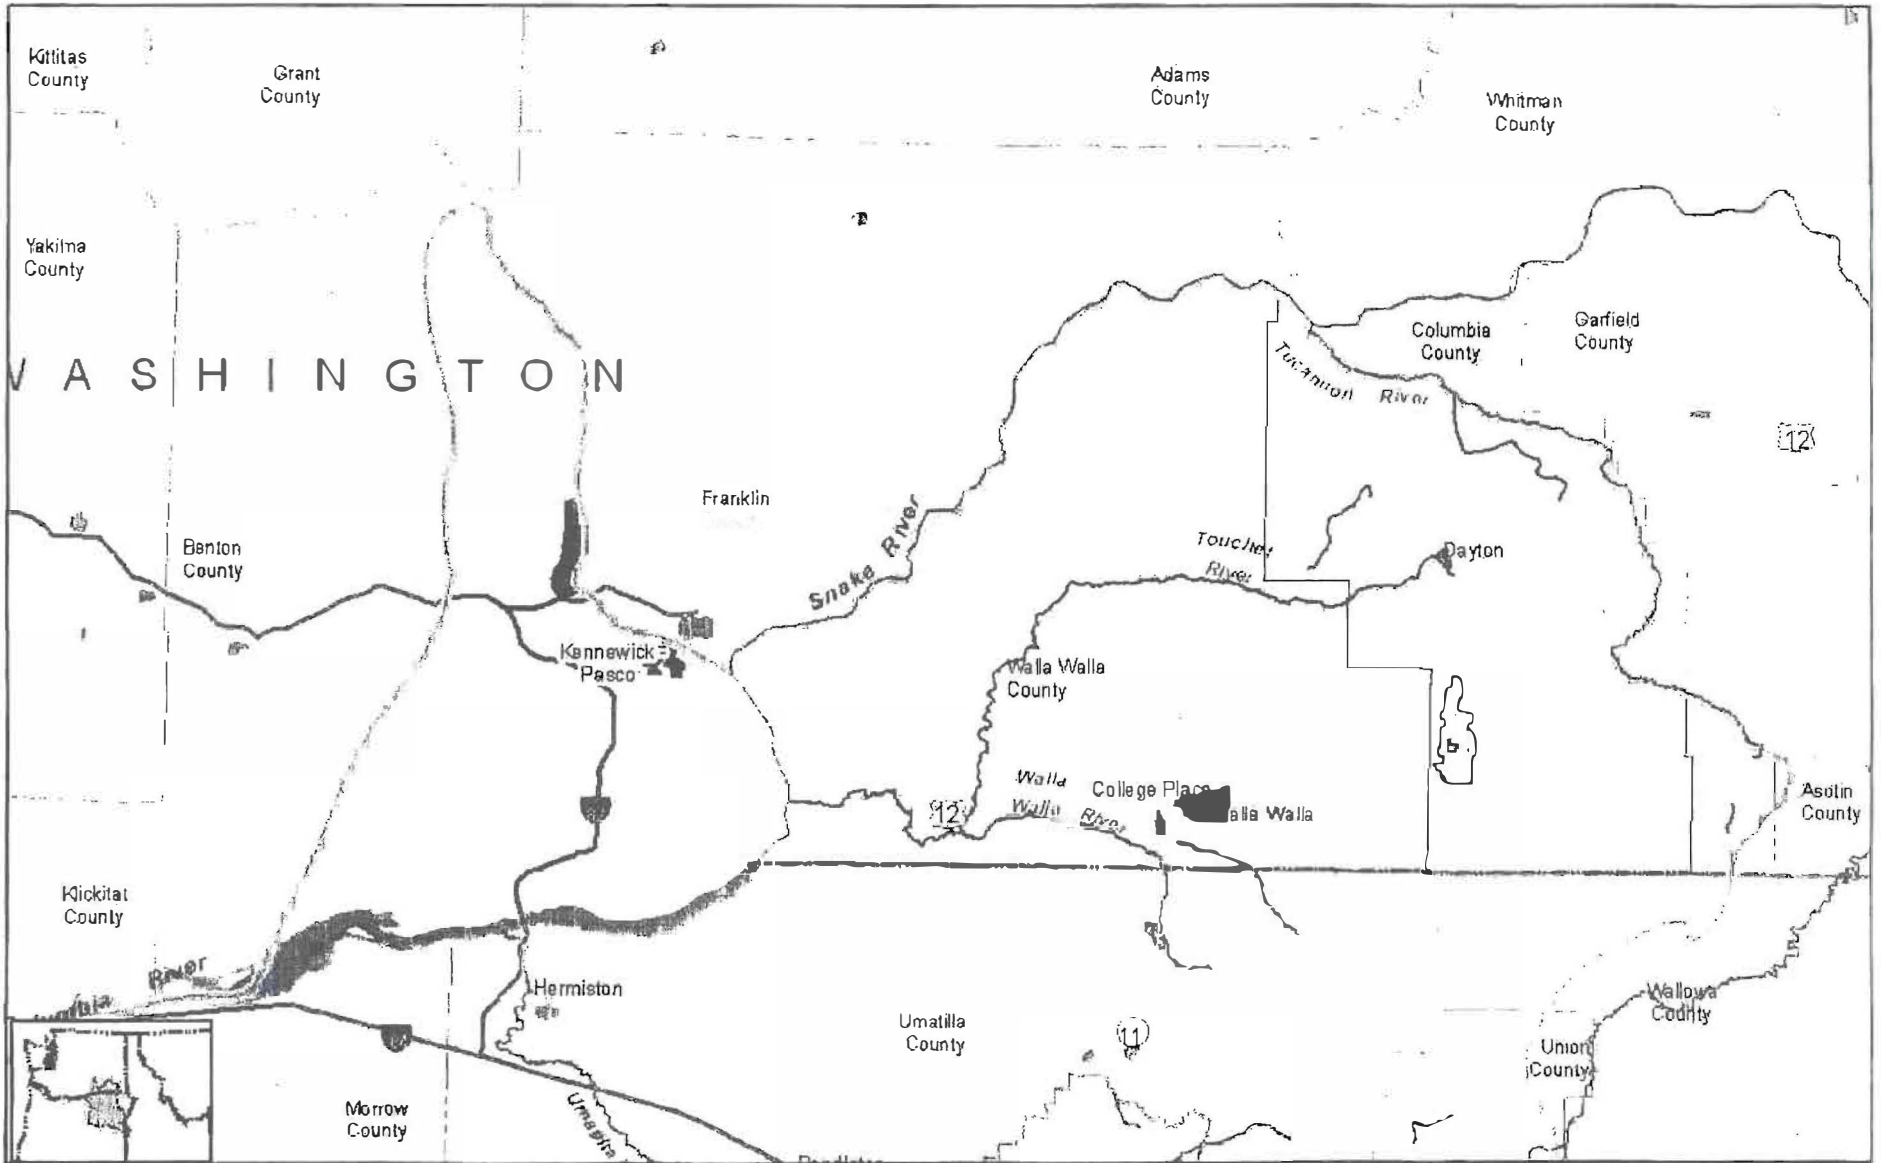 Kittitas
County
Grant
County
Adams
County
Whitman
County
Yakima
County
WASHINGTON
Columbia
County
Garfield
County
Tucannon River
12
Franklin
Snake River
Benton
County
Touchet
River
Dayton
Kennewick
Pasco
Walla Walla
County
Walla
Walla River
College Place
alla Walla
12
Asotin
County
Klickitat
County
River
Hermiston
Umatilla
County
11
Wallowa
County
Union
County
Morrow
County
Umatilla